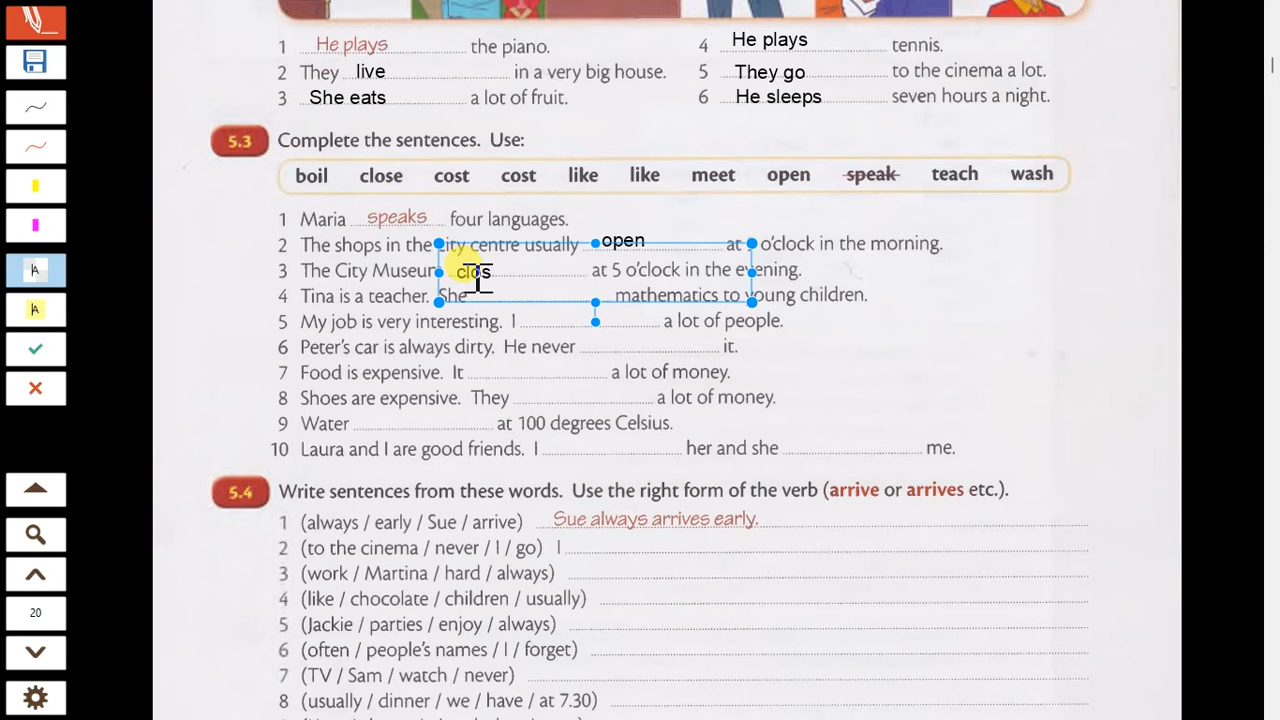 1 He plays the piano.
2 They live in a very big house.
3 She eats a lot of fruit.
4 He plays tennis.
5 They go to the cinema a lot.
6 He sleeps seven hours a night.
5.3 Complete the sentences. Use:
boil close cost cost like like meet open speak teach wash
1 Maria speaks four languages.
2 The shops in the city centre usually open at o'clock in the morning.
3 The City Museum clos at 5 o'clock in the evening.
4 Tina is a teacher. She mathematics to young children.
5 My job is very interesting. I a lot of people.
6 Peter's car is always dirty. He never it.
7 Food is expensive. It a lot of money.
8 Shoes are expensive. They a lot of money.
9 Water at 100 degrees Celsius.
10 Laura and I are good friends. I her and she me.
5.4 Write sentences from these words. Use the right form of the verb (arrive or arrives etc.).
1 (always / early / Sue / arrive) Sue always arrives early.
2 (to the cinema / never / I / go) I
3 (work / Martina / hard / always)
4 (like / chocolate / children / usually)
5 (Jackie / parties / enjoy / always)
6 (often / people's names / I / forget)
7 (TV / Sam / watch / never)
8 (usually / dinner / we / have / at 7.30)
A
A
20